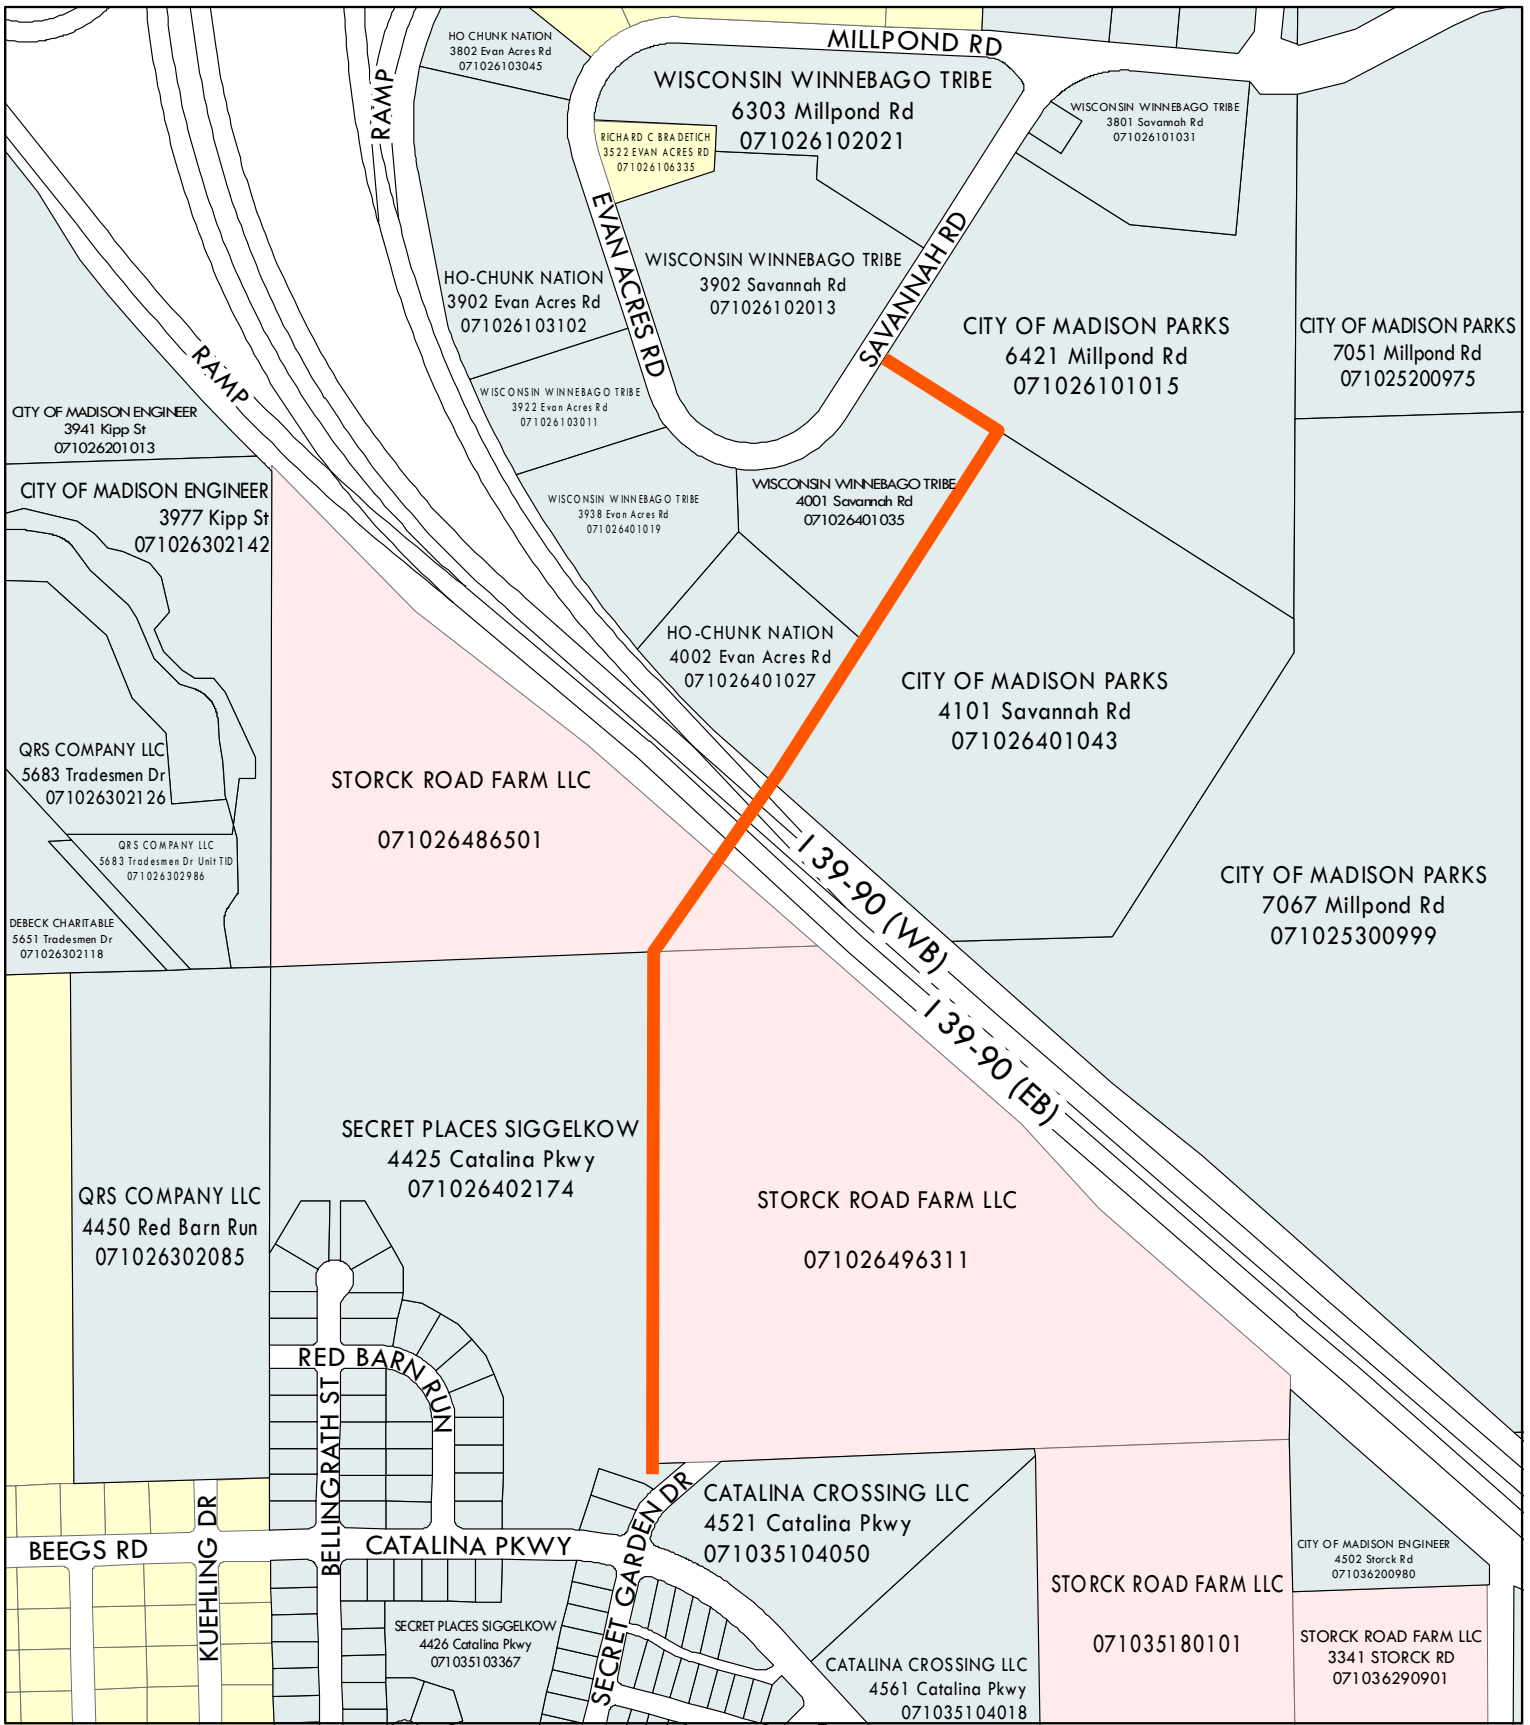 HO CHUNK NATION
3802 Evan Acres Rd
071026103045
RAMP
MILLPOND RD
WISCONSIN WINNEBAGO TRIBE
6303 Millpond Rd
071026102021
WISCONSIN WINNEBAGO TRIBE
3801 Savannah Rd
071026101031
RICHARD C BRADETICH
3522 EVAN ACRES RD
071026106335
EVAN ACRES RD
SAVANNAH RD
WISCONSIN WINNEBAGO TRIBE
3902 Savannah Rd
071026102013
HO-CHUNK NATION
3902 Evan Acres Rd
071026103102
CITY OF MADISON PARKS
6421 Millpond Rd
071026101015
CITY OF MADISON PARKS
7051 Millpond Rd
071025200975
RAMP
WISCONSIN WINNEBAGO TRIBE
3922 Evan Acres Rd
071026103011
CITY OF MADISON ENGINEER
3941 Kipp St
071026201013
CITY OF MADISON ENGINEER
3977 Kipp St
071026302142
WISCONSIN WINNEBAGO TRIBE
3938 Evan Acres Rd
071026401019
WISCONSIN WINNEBAGO TRIBE
4001 Savannah Rd
071026401035
HO-CHUNK NATION
4002 Evan Acres Rd
071026401027
CITY OF MADISON PARKS
4101 Savannah Rd
071026401043
QRS COMPANY LLC
5683 Tradesmen Dr
071026302126
STORCK ROAD FARM LLC
071026486501
QRS COMPANY LLC
5683 Tradesmen Dr Unit TID
071026302986
DEBECK CHARITABLE
5651 Tradesmen Dr
071026302118
I 39-90 (WB)
I 39-90 (EB)
CITY OF MADISON PARKS
7067 Millpond Rd
071025300999
SECRET PLACES SIGGELKOW
4425 Catalina Pkwy
071026402174
QRS COMPANY LLC
4450 Red Barn Run
071026302085
STORCK ROAD FARM LLC
071026496311
RED BARN RUN
BELLINGRATH ST
KUEHLING DR
BEEGS RD
CATALINA PKWY
SECRET GARDEN DR
CATALINA CROSSING LLC
4521 Catalina Pkwy
071035104050
CITY OF MADISON ENGINEER
4502 Storck Rd
071036200980
STORCK ROAD FARM LLC
071035180101
SECRET PLACES SIGGELKOW
4426 Catalina Pkwy
071035103367
STORCK ROAD FARM LLC
3341 STORCK RD
071036290901
CATALINA CROSSING LLC
4561 Catalina Pkwy
071035104018